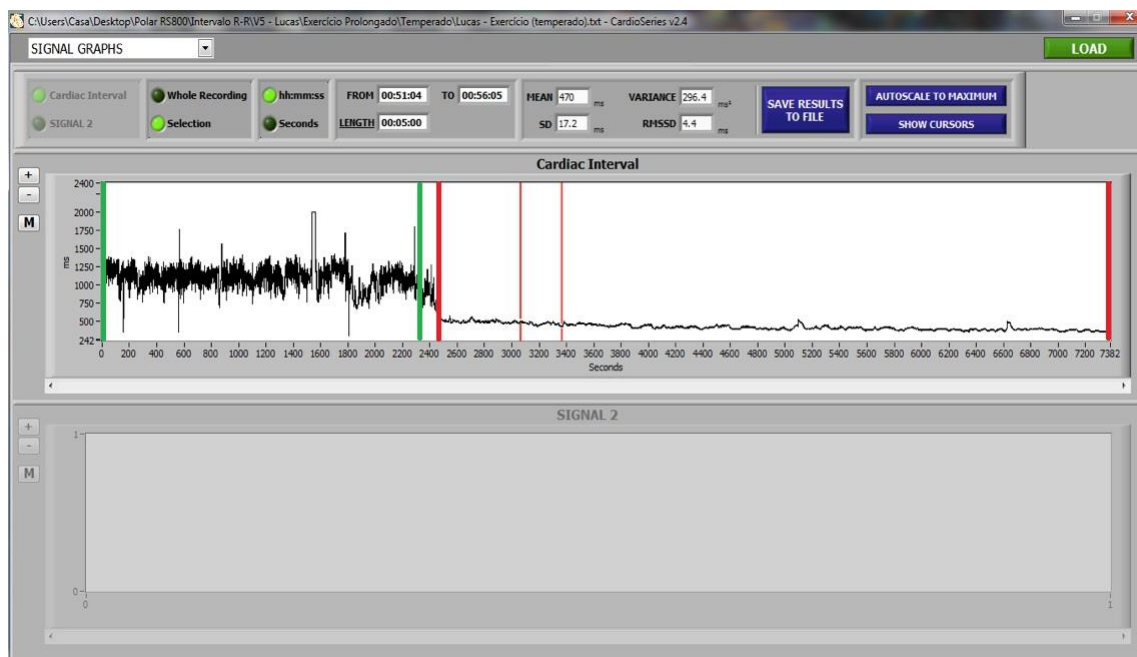 C:\Users\Casa\Desktop\Polar RS800\Intervalo R-R\V5 - Lucas\Exercício Prolongado\Temperado\Lucas - Exercício (temperado).txt - CardioSeries v2.4
SIGNAL GRAPHS
LOAD
Cardiac Interval
SIGNAL 2
Whole Recording
Selection
hh:mm:ss
Seconds
FROM 00:51:04 TO 00:56:05
LENGTH 00:05:00
MEAN 470 ms VARIANCE 296.4 ms²
SD 17.2 ms RMSSD 4.4 ms
SAVE RESULTS
TO FILE
AUTOSCALE TO MAXIMUM
SHOW CURSORS
Cardiac Interval
+
-
M
ms
2400
2000
1750
1500
1250
1000
750
500
242
0 200 400 600 800 1000 1200 1400 1600 1800 2000 2200 2400 2600 2800 3000 3200 3400 3600 3800 4000 4200 4400 4600 4800 5000 5200 5400 5600 5800 6000 6200 6400 6600 6800 7000 7200 7382
Seconds
SIGNAL 2
+
-
M
1
0
0 1